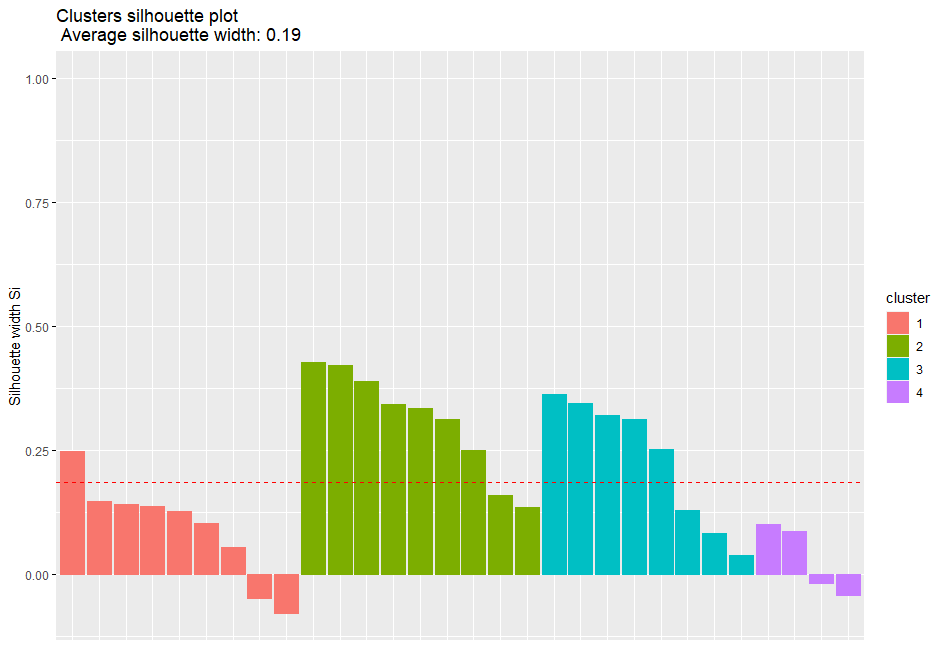 Clusters silhouette plot
Average silhouette width: 0.19
1.00
0.75
0.50
0.25
0.00
Silhouette width Si
cluster
1
2
3
4